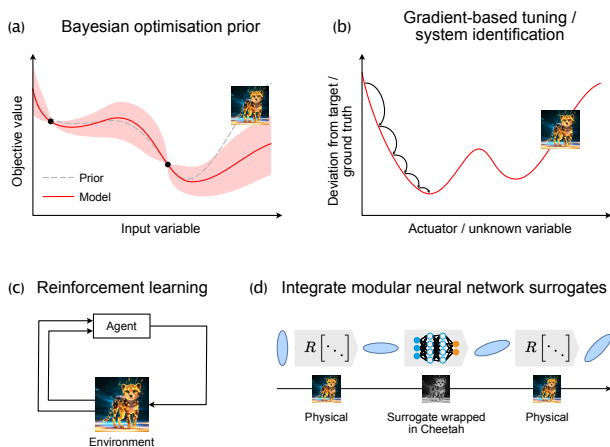 (a) Bayesian optimisation prior
Objective value
Prior
Model
Input variable
(b) Gradient-based tuning /
system identification
Deviation from target /
ground truth
Actuator / unknown variable
(c) Reinforcement learning
Agent
Environment
(d) Integrate modular neural network surrogates
R [⋱] R [⋱]
Physical
Surrogate wrapped
in Cheetah
Physical